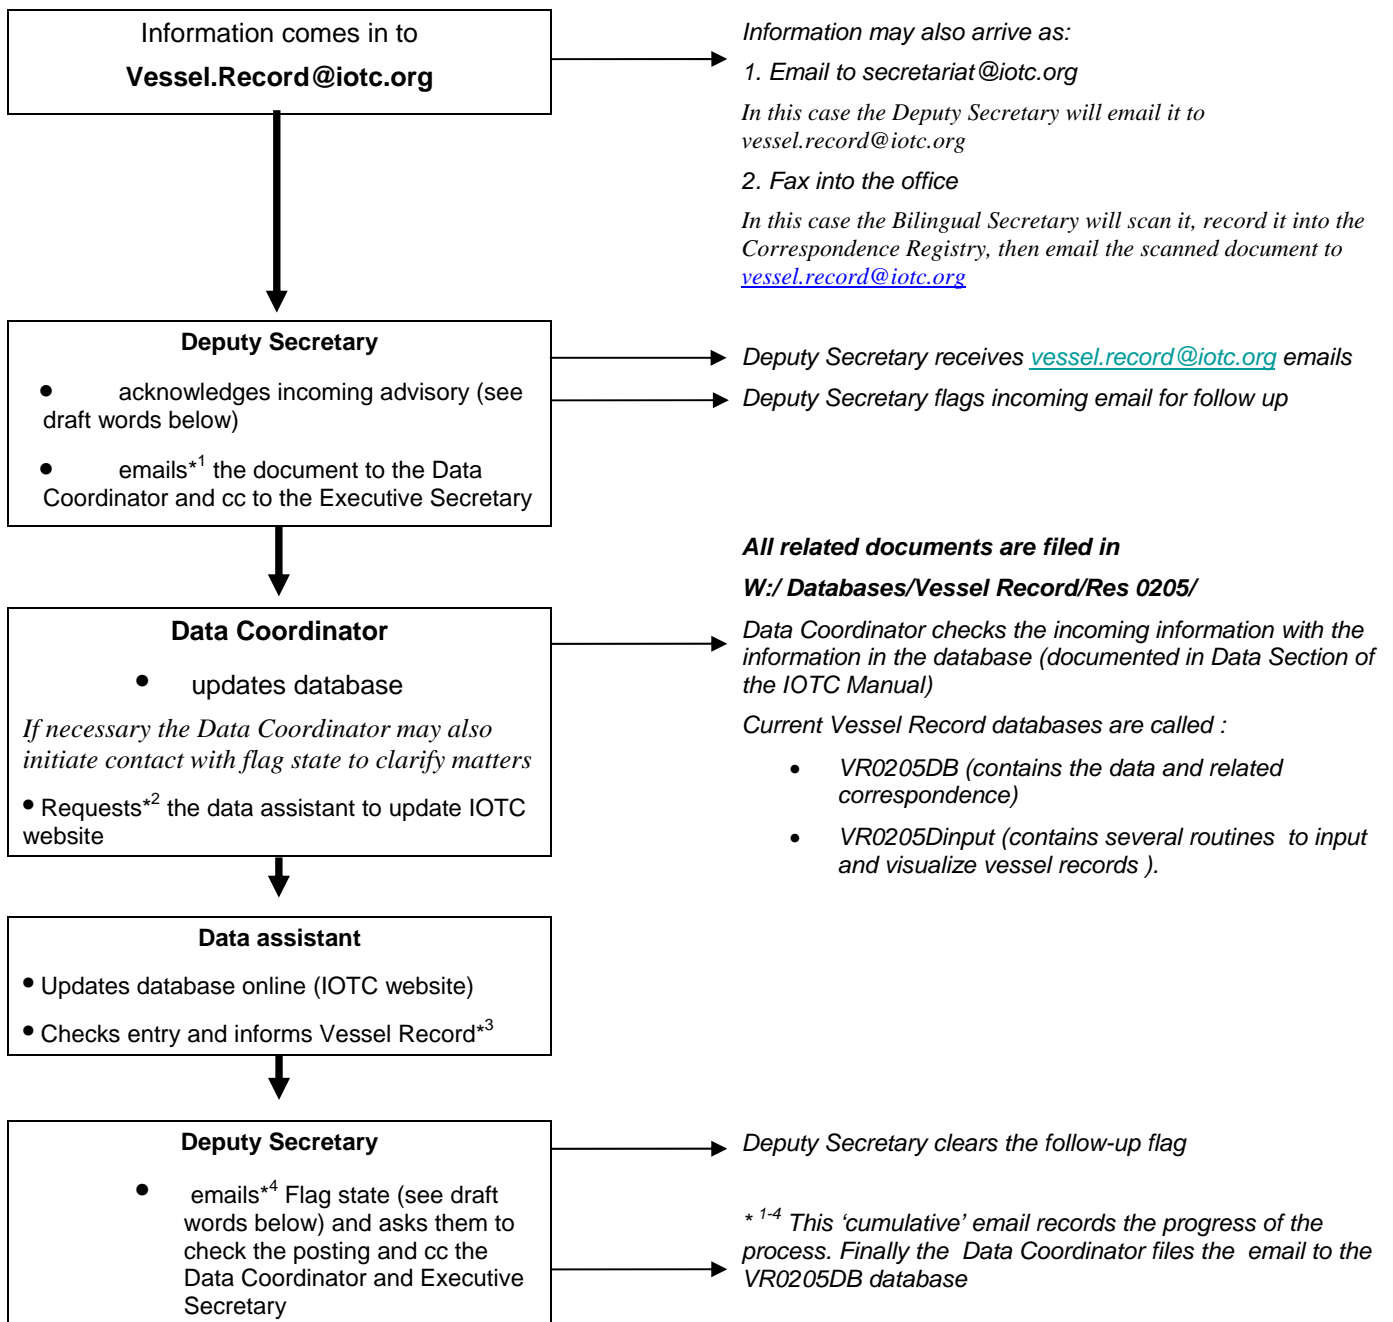 Information comes in to
Vessel.Record@iotc.org
Information may also arrive as:
1. Email to secretariat@iotc.org
In this case the Deputy Secretary will email it to
vessel.record@iotc.org
2. Fax into the office
In this case the Bilingual Secretary will scan it, record it into the
Correspondence Registry, then email the scanned document to
vessel.record@iotc.org
Deputy Secretary
• acknowledges incoming advisory (see
draft words below)
• emails*1 the document to the Data
Coordinator and cc to the Executive Secretary
Deputy Secretary receives vessel.record@iotc.org emails
Deputy Secretary flags incoming email for follow up
All related documents are filed in
W:/ Databases/Vessel Record/Res 0205/
Data Coordinator
• updates database
If necessary the Data Coordinator may also
initiate contact with flag state to clarify matters
• Requests*2 the data assistant to update IOTC
website
Data Coordinator checks the incoming information with the
information in the database (documented in Data Section of
the IOTC Manual)
Current Vessel Record databases are called :
• VR0205DB (contains the data and related
correspondence)
• VR0205Dinput (contains several routines to input
and visualize vessel records ).
Data assistant
• Updates database online (IOTC website)
• Checks entry and informs Vessel Record*3
Deputy Secretary
• emails*4 Flag state (see draft
words below) and asks them to
check the posting and cc the
Data Coordinator and Executive
Secretary
Deputy Secretary clears the follow-up flag
* 1-4 This ‘cumulative’ email records the progress of the
process. Finally the Data Coordinator files the email to the
VR0205DB database